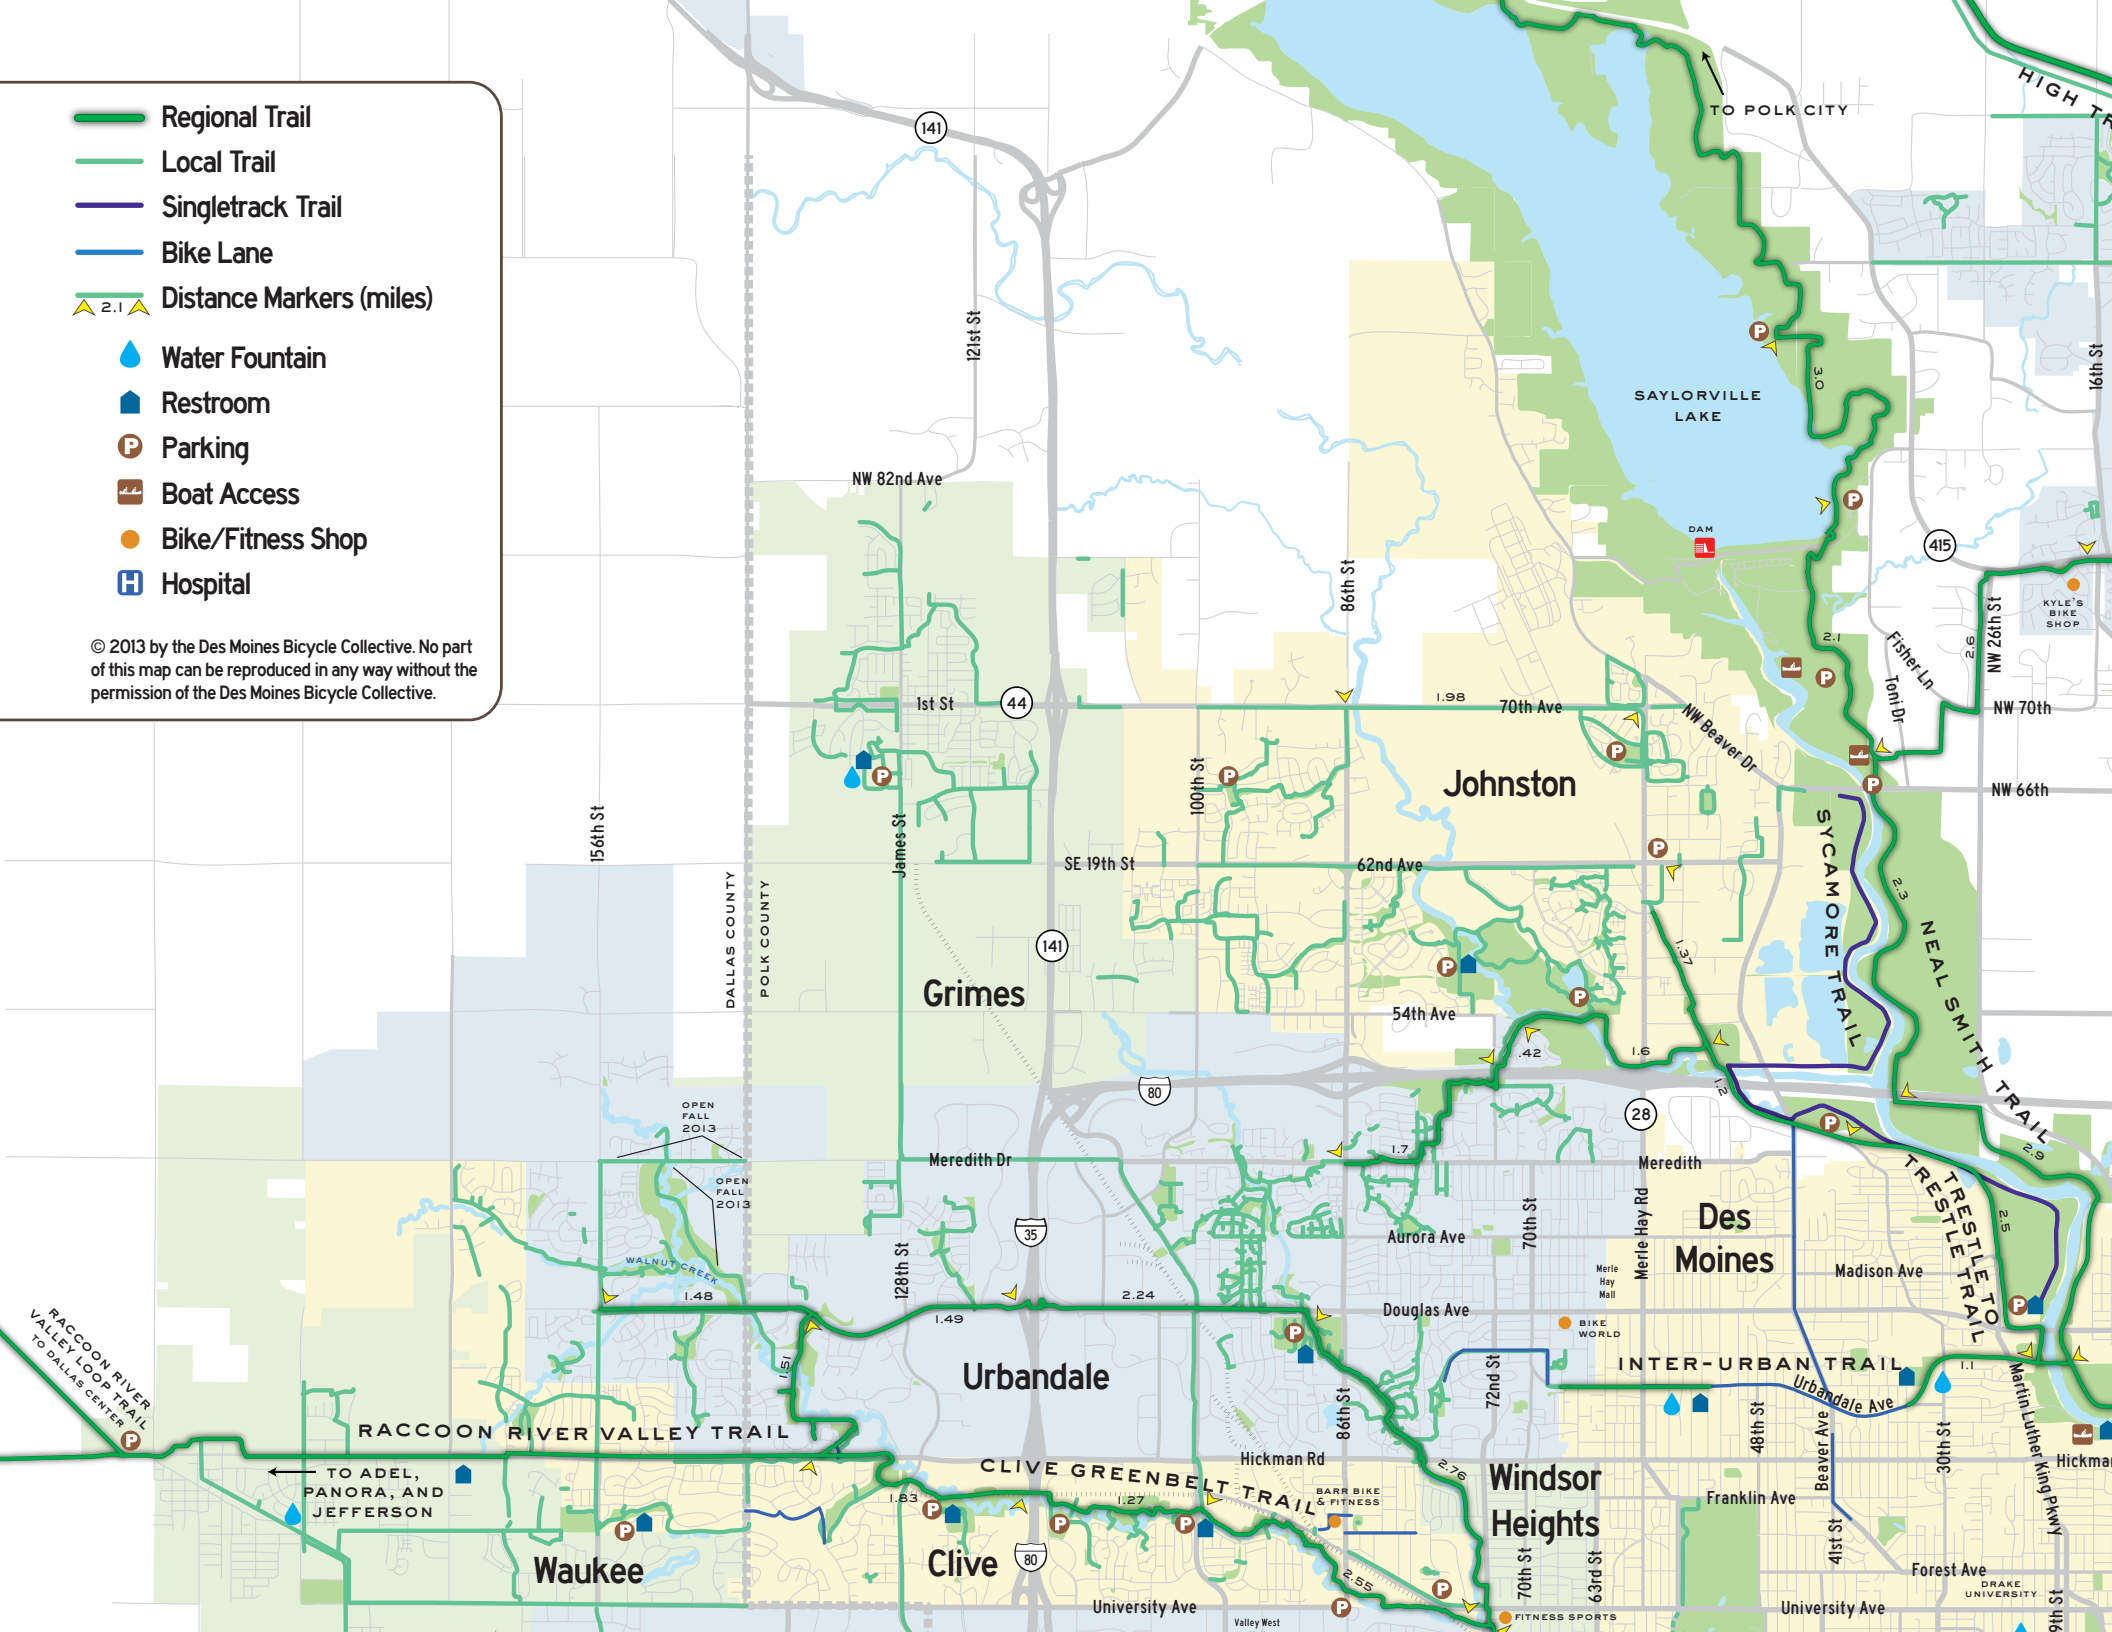 Regional Trail
Local Trail
Singletrack Trail
Bike Lane
2.1 Distance Markers (miles)
Water Fountain
Restroom
P Parking
Boat Access
Bike/Fitness Shop
H Hospital
© 2013 by the Des Moines Bicycle Collective. No part
of this map can be reproduced in any way without the
permission of the Des Moines Bicycle Collective.
141
TO POLK CITY
HIGH TR
121st St
16th St
P
3.0
SAYLORVILLE
LAKE
NW 82nd Ave
P
DAM
415
86th St
KYLE'S
BIKE
SHOP
NW 26th St
2.6
2.1
Fisher Ln
Toni Dr
P
1st St
44
1.98
70th Ave
NW 70th
NW Beaver Dr
P
P
P
100th St
Johnston
P
NW 66th
156th St
James St
SE 19th St
62nd Ave
P
SYCAMORE TRAIL
2.3
DALLAS COUNTY
POLK COUNTY
141
NEAL SMITH TRAIL
1.37
P
P
Grimes
54th Ave
.42
1.6
80
1.2
OPEN
FALL
2013
28
P
2.9
Meredith Dr
1.7
Meredith
OPEN
FALL
2013
70th St
Merle Hay Rd
Des
Moines
TRESTLE TO
TRESTLE TRAIL
2.5
35
Aurora Ave
128th St
WALNUT CREEK
Merle
Hay
Mall
Madison Ave
1.48
2.24
1.49
Douglas Ave
P
P
BIKE
WORLD
RACCOON RIVER
VALLEY LOOP TRAIL
TO DALLAS CENTER
1.51
Urbandale
INTER-URBAN TRAIL
1.1
72nd St
Urbandale Ave
Martin Luther King Pkwy
86th St
48th St
Beaver Ave
30th St
P
RACCOON RIVER VALLEY TRAIL
Hickman Rd
Hickma
TO ADEL,
PANORA, AND
JEFFERSON
CLIVE GREENBELT TRAIL
2.76
Windsor
Heights
BARR BIKE
& FITNESS
Franklin Ave
1.83
1.27
P
P
P
P
41st St
Waukee
Clive
80
2.55
70th St
63rd St
Forest Ave
DRAKE
UNIVERSITY
P
P
University Ave
University Ave
9th St
Valley West
FITNESS SPORTS